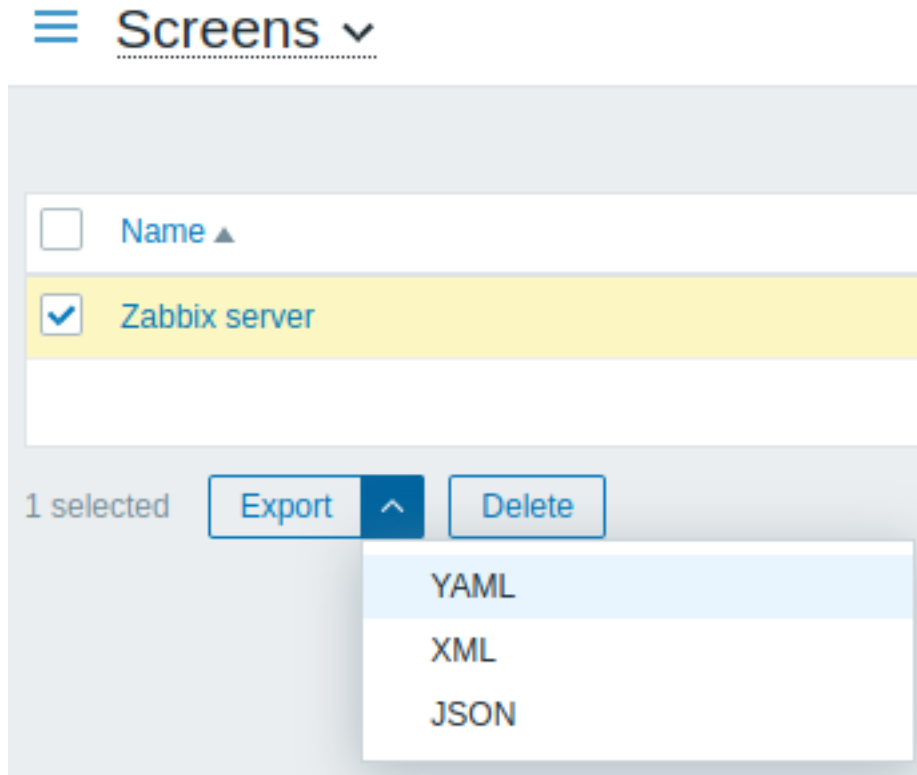 Screens
Name
Zabbix server
1 selected Export Delete
YAML
XML
JSON